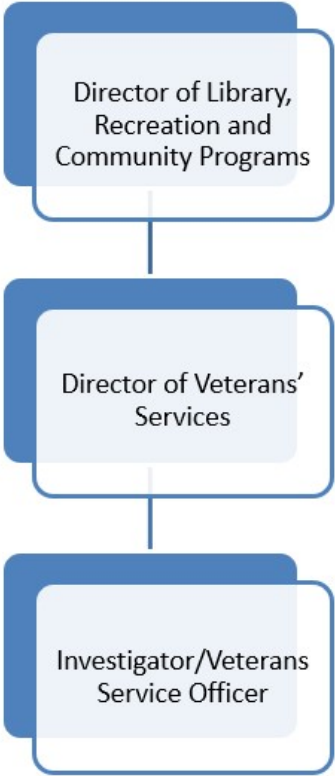 Director of Library,
Recreation and
Community Programs
Director of Veterans’
Services
Investigator/Veterans
Service Officer